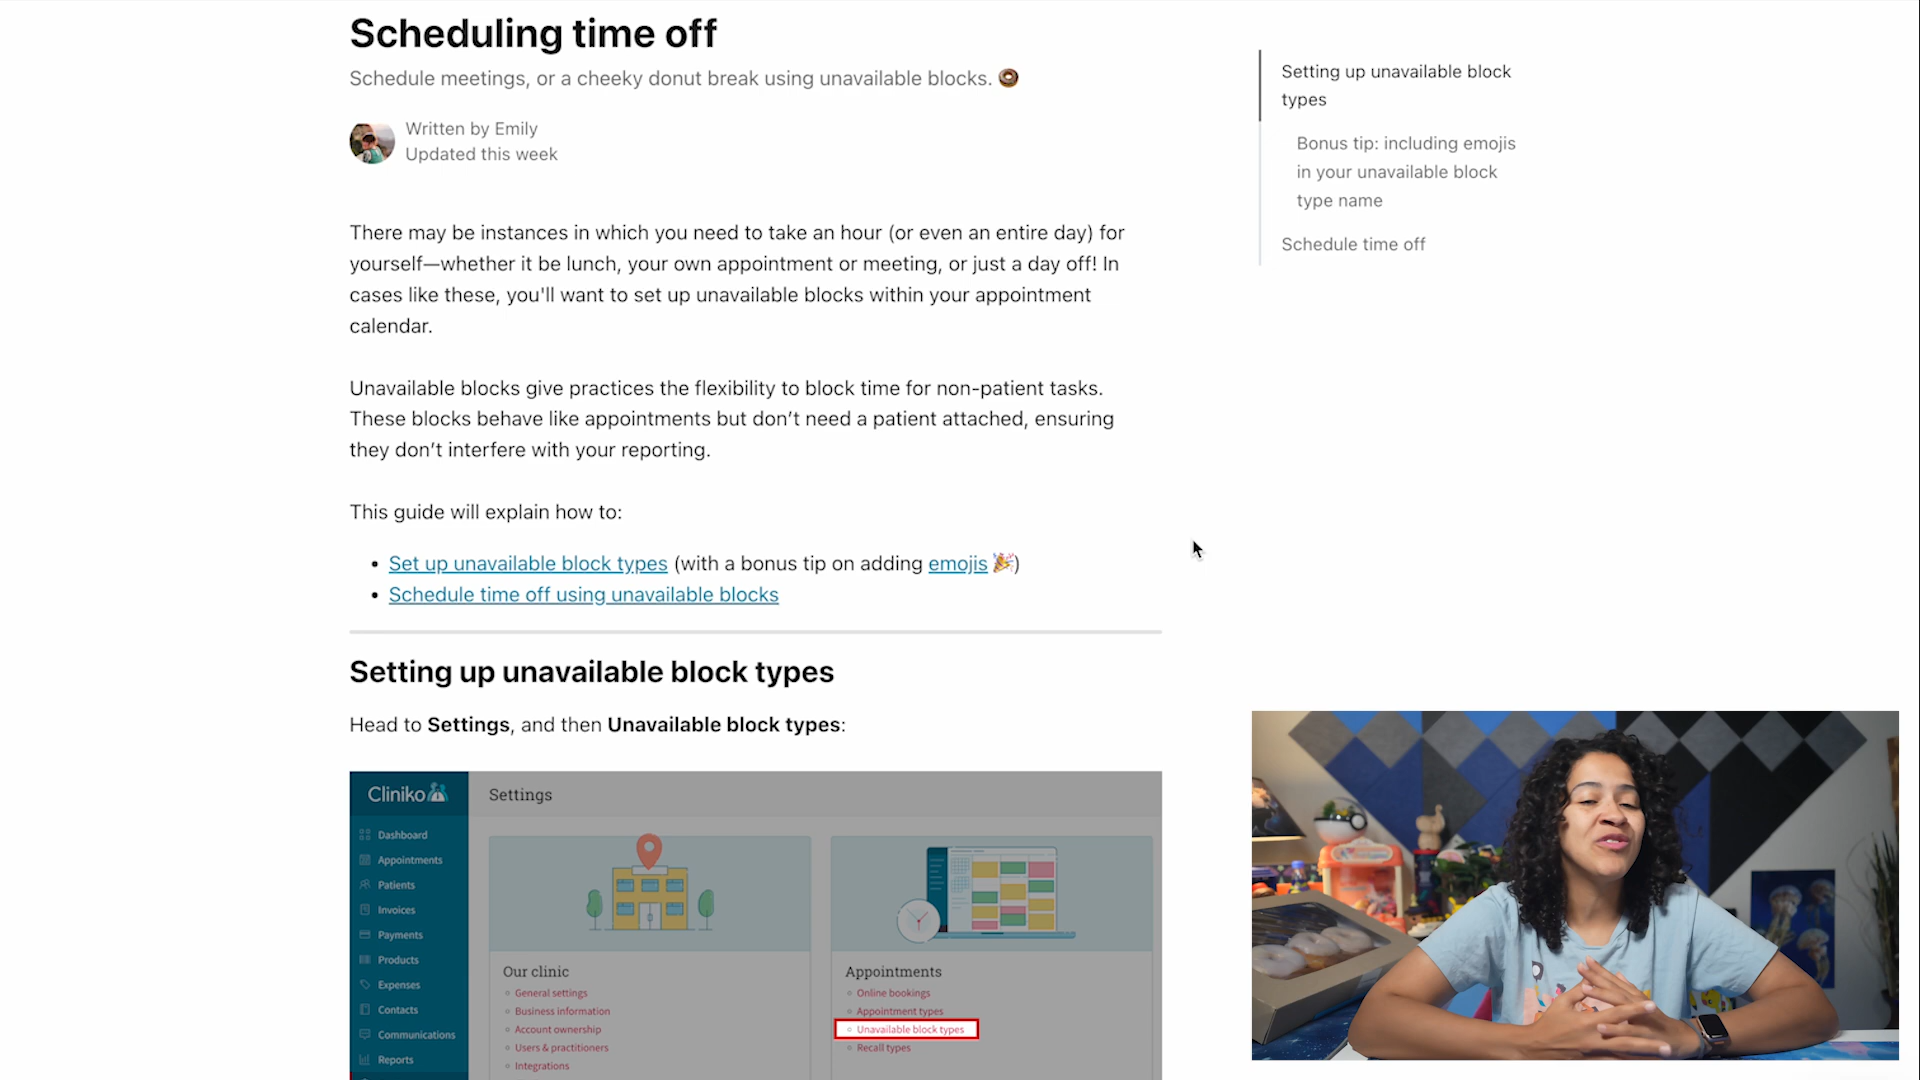 Scheduling time off
Schedule meetings, or a cheeky donut break using unavailable blocks. 🍩
Written by Emily
Updated this week
There may be instances in which you need to take an hour (or even an entire day) for
yourself—whether it be lunch, your own appointment or meeting, or just a day off! In
cases like these, you'll want to set up unavailable blocks within your appointment
calendar.
Unavailable blocks give practices the flexibility to block time for non-patient tasks.
These blocks behave like appointments but don’t need a patient attached, ensuring
they don’t interfere with your reporting.
This guide will explain how to:
• Set up unavailable block types (with a bonus tip on adding emojis 🎉)
• Schedule time off using unavailable blocks
Setting up unavailable block types
Head to Settings, and then Unavailable block types:
Cliniko
Dashboard
Appointments
Patients
Invoices
Payments
Products
Expenses
Contacts
Communications
Reports
Settings
Our clinic
General settings
Business information
Account ownership
Users & practitioners
Integrations
Appointments
Online bookings
Appointment types
Unavailable block types
Recall types
Setting up unavailable block
types
Bonus tip: including emojis
in your unavailable block
type name
Schedule time off